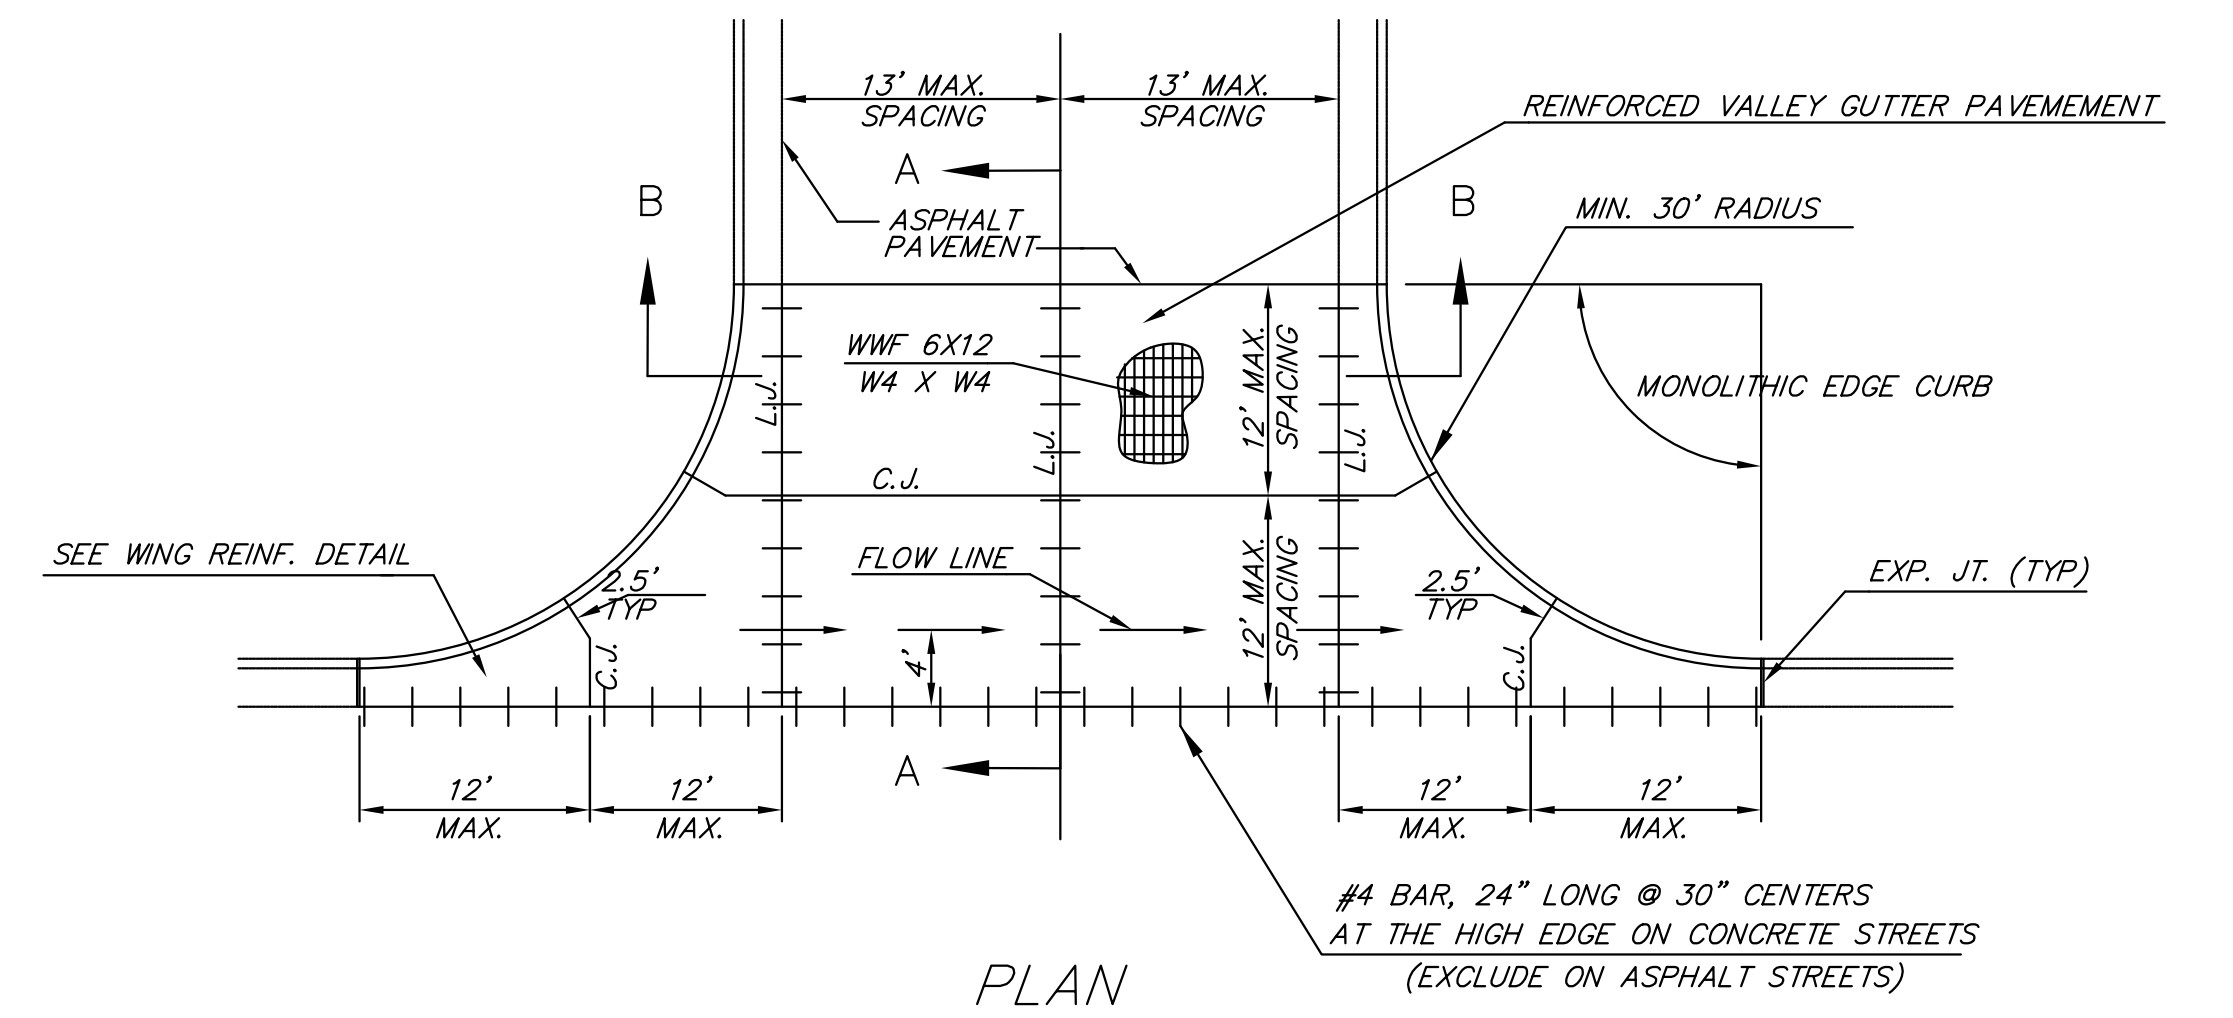 13' MAX.
SPACING
13' MAX.
SPACING
REINFORCED VALLEY GUTTER PAVEMEMENT
A
B
B
MIN. 30' RADIUS
ASPHALT
PAVEMENT
WWF 6X12
W4 X W4
12' MAX.
SPACING
MONOLITHIC EDGE CURB
L.J.
L.J.
L.J.
C.J.
SEE WING REINF. DETAIL
FLOW LINE
2.5'
TYP
2.5'
TYP
EXP. JT. (TYP)
12' MAX.
SPACING
4'
C.J.
C.J.
A
12'
MAX.
12'
MAX.
12'
MAX.
12'
MAX.
#4 BAR, 24" LONG @ 30" CENTERS
AT THE HIGH EDGE ON CONCRETE STREETS
(EXCLUDE ON ASPHALT STREETS)
PLAN